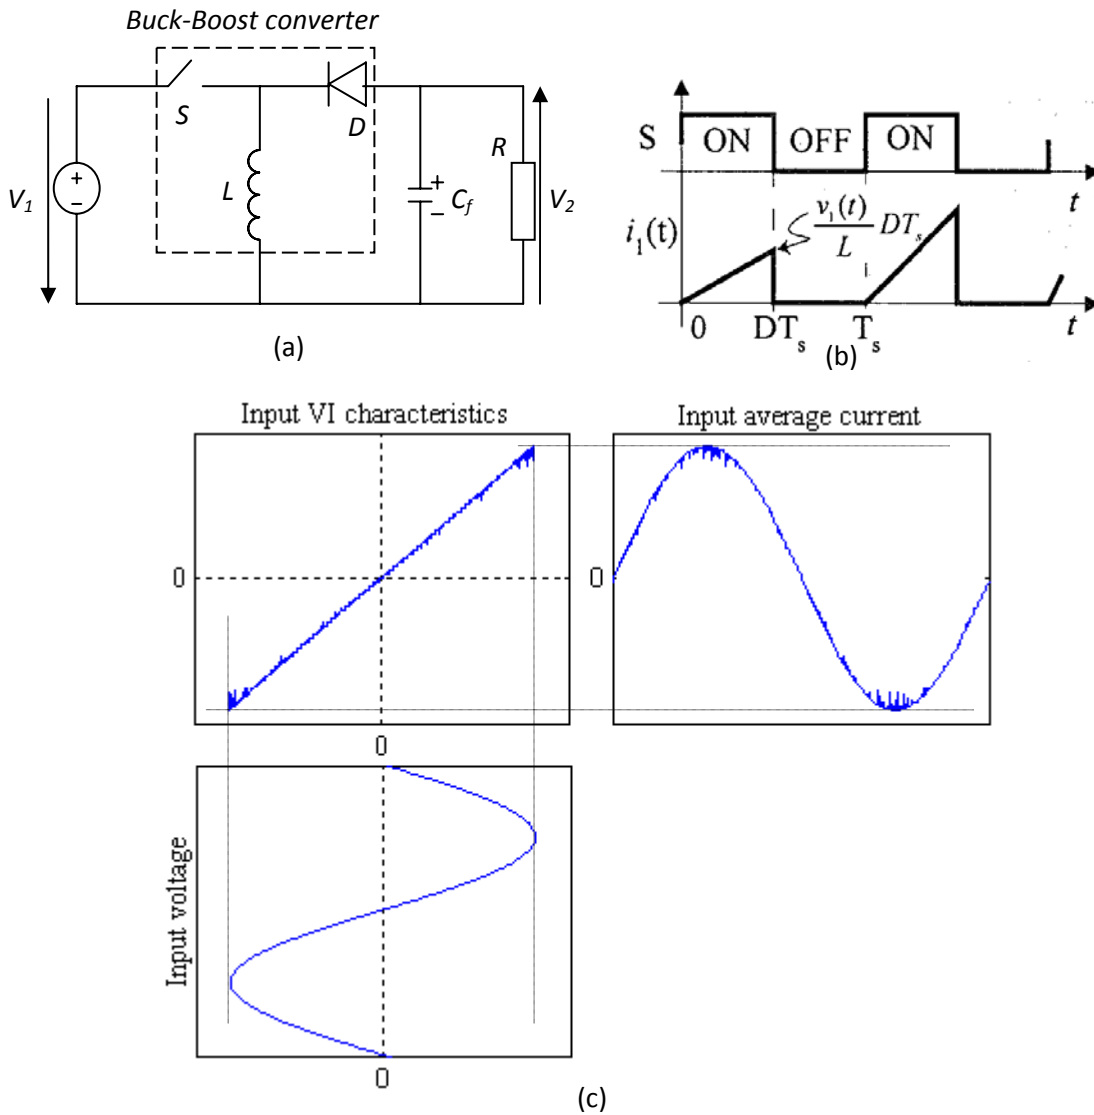 Buck-Boost converter
S
D
R
V1
+
−
L
+
−
Cf
V2
(a)
S
ON
OFF
ON
t
i1(t)
v1(t)
L
DTs
0
DTs
Ts
t
(b)
Input VI characteristics
Input average current
0
0
0
Input voltage
0
(c)